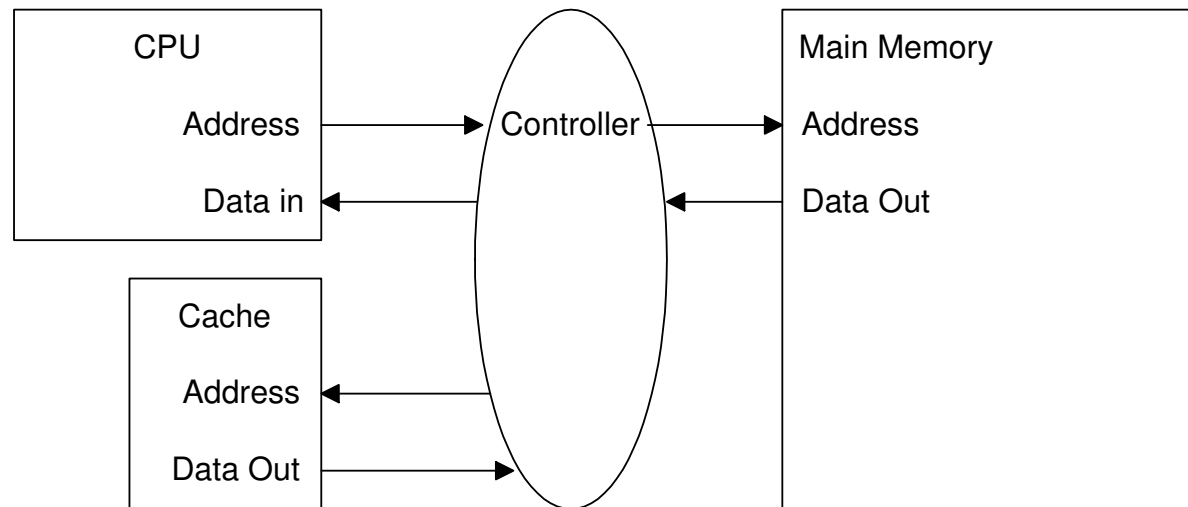 CPU
Address
Data in
Controller
Main Memory
Address
Data Out
Cache
Address
Data Out